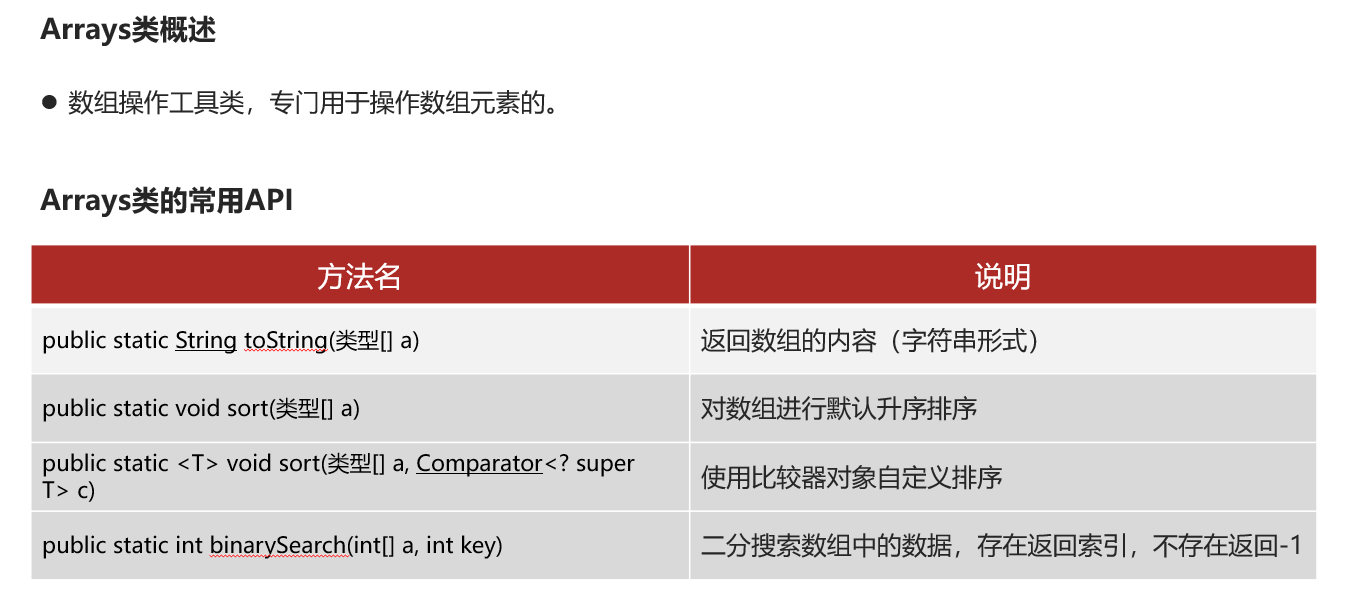 Arrays类概述
● 数组操作工具类，专门用于操作数组元素的。
Arrays类的常用API
方法名
说明
public static String toString(类型[] a)
返回数组的内容（字符串形式）
public static void sort(类型[] a)
对数组进行默认升序排序
public static <T> void sort(类型[] a, Comparator<? super
T> c)
使用比较器对象自定义排序
public static int binarySearch(int[] a, int key)
二分搜索数组中的数据，存在返回索引，不存在返回-1